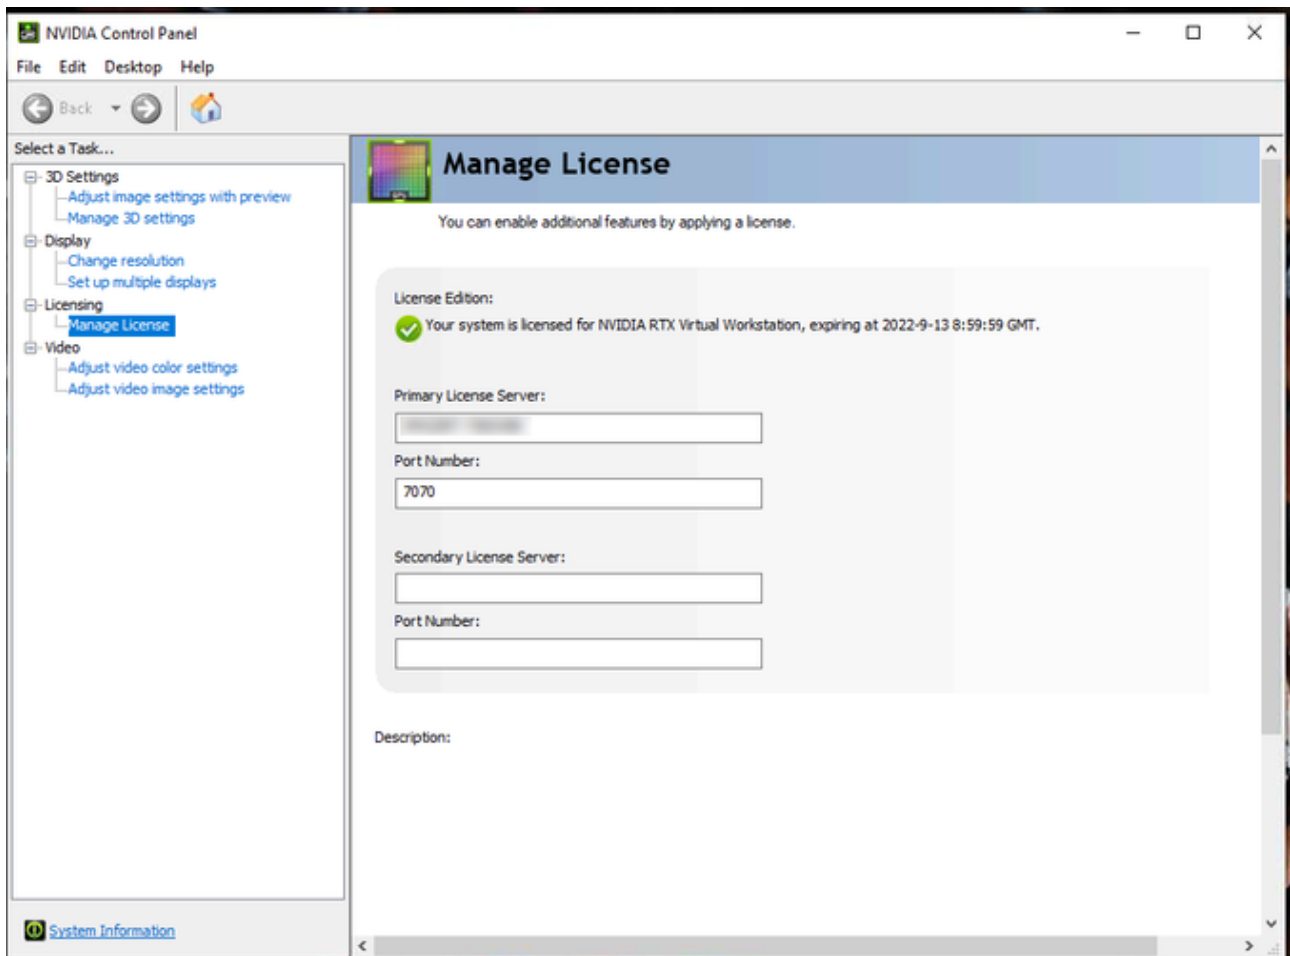 NVIDIA Control Panel
File Edit Desktop Help
Back
Select a Task...
3D Settings
Adjust image settings with preview
Manage 3D settings
Display
Change resolution
Set up multiple displays
Licensing
Manage License
Video
Adjust video color settings
Adjust video image settings
System Information
Manage License
You can enable additional features by applying a license.
License Edition:
Your system is licensed for NVIDIA RTX Virtual Workstation, expiring at 2022-9-13 8:59:59 GMT.
Primary License Server:
Port Number:
7070
Secondary License Server:
Port Number:
Description: